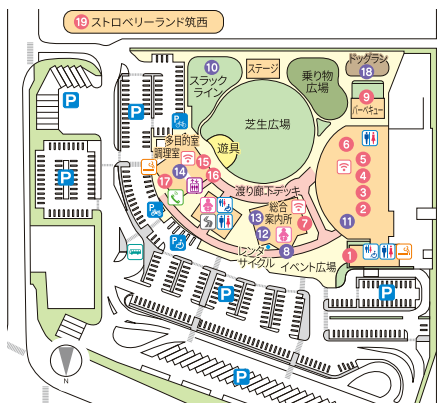 19 ストロベリーランド筑西
10
スラック
ライン
ステージ
乗り物
広場
ドッグラン
18
9
バーベキュー
P
P
P
芝生広場
遊具
多目的室
調理室
15
14
16
17
6
5
4
3
2
11
渡り廊下デッキ
総合
案内所
13
12
7
8
レンタ
サイクル
イベント広場
1
P
P
P
N